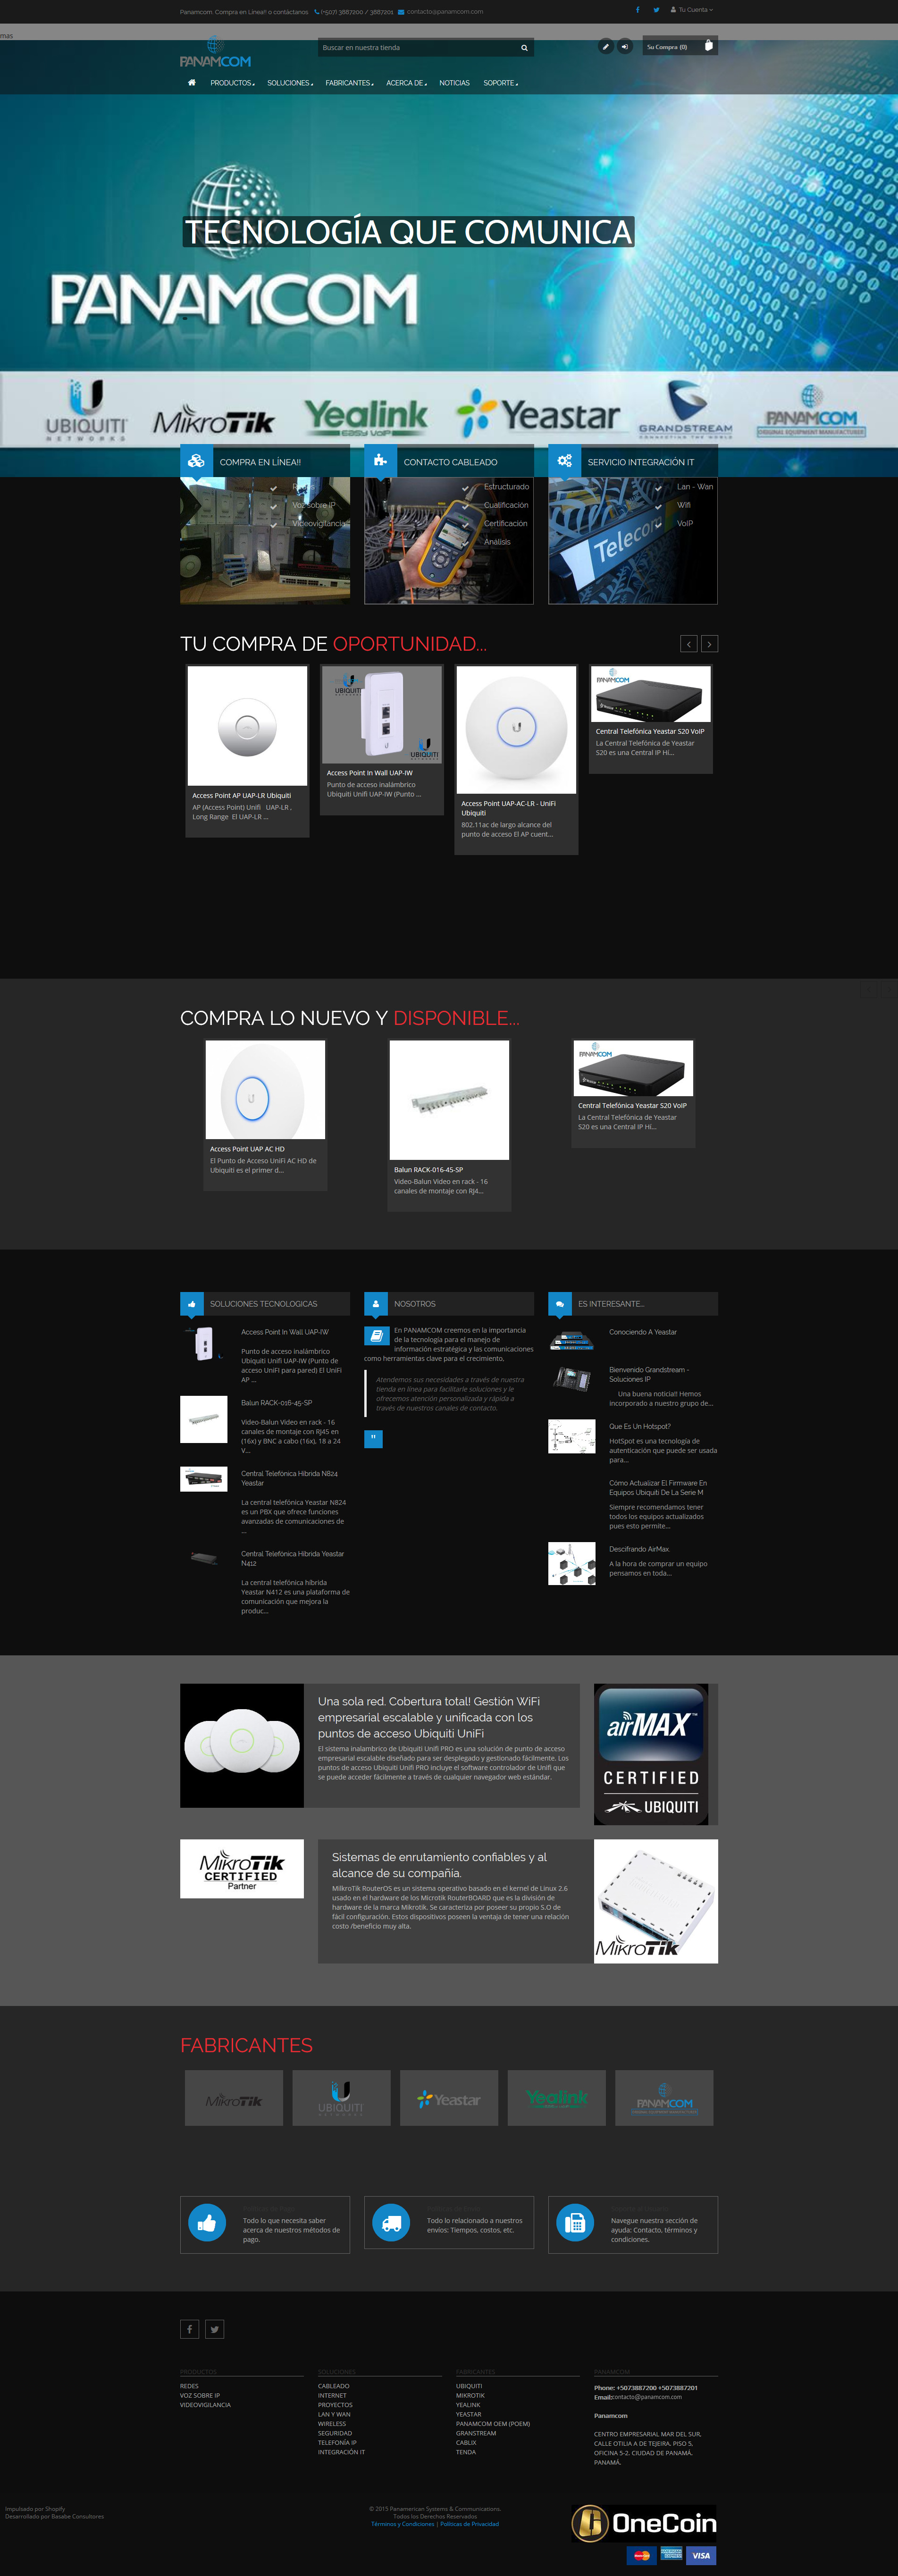 Panamcom: Compra en Línea!! o contáctanos: (+507) 3887200 / 3887201 contacto@panamcom.com
Tu Cuenta
mas
PANAMCOM
Buscar en nuestra tienda
Su Compra (0)
PRODUCTOS
SOLUCIONES
FABRICANTES
ACERCA DE
NOTICIAS
SOPORTE
TECNOLOGÍA QUE COMUNICA
PANAMCOM
UBIQUITI
NETWORKS
MikroTik
Yealink
EASY VoIP
Yeastar
GRANDSTREAM
CONNECTING THE WORLD
PANAMCOM
ORIGINAL EQUIPMENT MANUFACTURER
COMPRA EN LÍNEA!!
Voz sobre IP
Videovigilancia
CONTACTO CABLEADO
Estructurado
Cualificación
Certificación
Análisis
SERVICIO INTEGRACIÓN IT
Lan - Wan
Wifi
VoIP
Telecom
TU COMPRA DE OPORTUNIDAD...
Access Point AP UAP-LR Ubiquiti
AP (Access Point) Unifi UAP-LR ,
Long Range El UAP-LR ...
UBIQUITI
UBIQUITI
Access Point In Wall UAP-IW
Punto de acceso inalámbrico
Ubiquiti Unifi UAP-IW (Punto ...
Access Point UAP-AC-LR - UniFi
Ubiquiti
802.11ac de largo alcance del
punto de acceso El AP cuent...
PANAMCOM
Central Telefónica Yeastar S20 VoIP
La Central Telefónica de Yeastar
S20 es una Central IP Hí...
COMPRA LO NUEVO Y DISPONIBLE...
Access Point UAP AC HD
El Punto de Acceso UniFi AC HD de
Ubiquiti es el primer d...
Balun RACK-016-45-SP
Video-Balun Video en rack - 16
canales de montaje con RJ4...
PANAMCOM
Central Telefónica Yeastar S20 VoIP
La Central Telefónica de Yeastar
S20 es una Central IP Hí...
SOLUCIONES TECNOLOGICAS
Access Point In Wall UAP-IW
Punto de acceso inalámbrico
Ubiquiti Unifi UAP-IW (Punto de
acceso UniFI para pared) El UniFi
AP ...
Balun RACK-016-45-SP
Video-Balun Video en rack - 16
canales de montaje con RJ45 en
(16x) y BNC a cabo (16x), 18 a 24
V...
Central Telefónica Híbrida N824
Yeastar
La central telefónica Yeastar N824
es un PBX que ofrece funciones
avanzadas de comunicaciones de
...
Central Telefónica Híbrida Yeastar
N412
La central telefónica híbrida
Yeastar N412 es una plataforma de
comunicación que mejora la
produc...
NOSOTROS
En PANAMCOM creemos en la importancia
de la tecnología para el manejo de
información estratégica y las comunicaciones
como herramientas clave para el crecimiento,
Atendemos sus necesidades a través de nuestra
tienda en línea para facilitarle soluciones y le
ofrecemos atención personalizada y rápida a
través de nuestros canales de contacto.
ES INTERESANTE...
Conociendo A Yeastar
Bienvenido Grandstream -
Soluciones IP
Una buena noticia!! Hemos
incorporado a nuestro grupo de...
Que Es Un Hotspot?
HotSpot es una tecnología de
autenticación que puede ser usada
para...
Cómo Actualizar El Firmware En
Equipos Ubiquiti De La Serie M
Siempre recomendamos tener
todos los equipos actualizados
pues esto permite...
Descifrando AirMax.
A la hora de comprar un equipo
pensamos en toda...
Una sola red. Cobertura total! Gestión WiFi
empresarial escalable y unificada con los
puntos de acceso Ubiquiti UniFi
El sistema inalambrico de Ubiquiti Unifi PRO es una solución de punto de acceso
empresarial escalable diseñado para ser desplegado y gestionado fácilmente. Los
puntos de acceso Ubiquiti Unifi PRO incluye el software controlador de Unifi que
se puede acceder fácilmente a través de cualquier navegador web estándar.
airMAX™
CERTIFIED
UBIQUITI
MikroTik
CERTIFIED
Partner
Sistemas de enrutamiento confiables y al
alcance de su compañía.
MilkroTik RouterOS es un sistema operativo basado en el kernel de Linux 2.6
usado en el hardware de los Microtik RouterBOARD que es la división de
hardware de la marca Mikrotik. Se caracteriza por poseer su propio S.O de
fácil configuración. Estos dispositivos poseen la ventaja de tener una relación
costo /beneficio muy alta.
MikroTik
FABRICANTES
MikroTik
UBIQUITI
NETWORKS
Yeastar
Yealink
PANAMCOM
Todo lo que necesita saber
acerca de nuestros métodos de
pago.
Todo lo relacionado a nuestros
envíos: Tiempos, costos, etc.
Navegue nuestra sección de
ayuda: Contacto, términos y
condiciones.
PRODUCTOS
REDES
VOZ SOBRE IP
VIDEOVIGILANCIA
SOLUCIONES
CABLEADO
INTERNET
PROYECTOS
LAN Y WAN
WIRELESS
SEGURIDAD
TELEFONÍA IP
INTEGRACIÓN IT
FABRICANTES
UBIQUITI
MIKROTIK
YEALINK
YEASTAR
PANAMCOM OEM (POEM)
GRANSTREAM
CABLIX
TENDA
PANAMCOM
Phone: +5073887200 +5073887201
Email:contacto@panamcom.com
Panamcom
CENTRO EMPRESARIAL MAR DEL SUR,
CALLE OTILIA A DE TEJEIRA, PISO 5,
OFICINA 5-2. CIUDAD DE PANAMÁ.
PANAMÁ.
Impulsado por Shopify
Desarrollado por Basabe Consultores
© 2015 Panamerican Systems & Communications.
Todos los Derechos Reservados
Términos y Condiciones | Políticas de Privacidad
OneCoin
MasterCard
AMERICAN EXPRESS
VISA